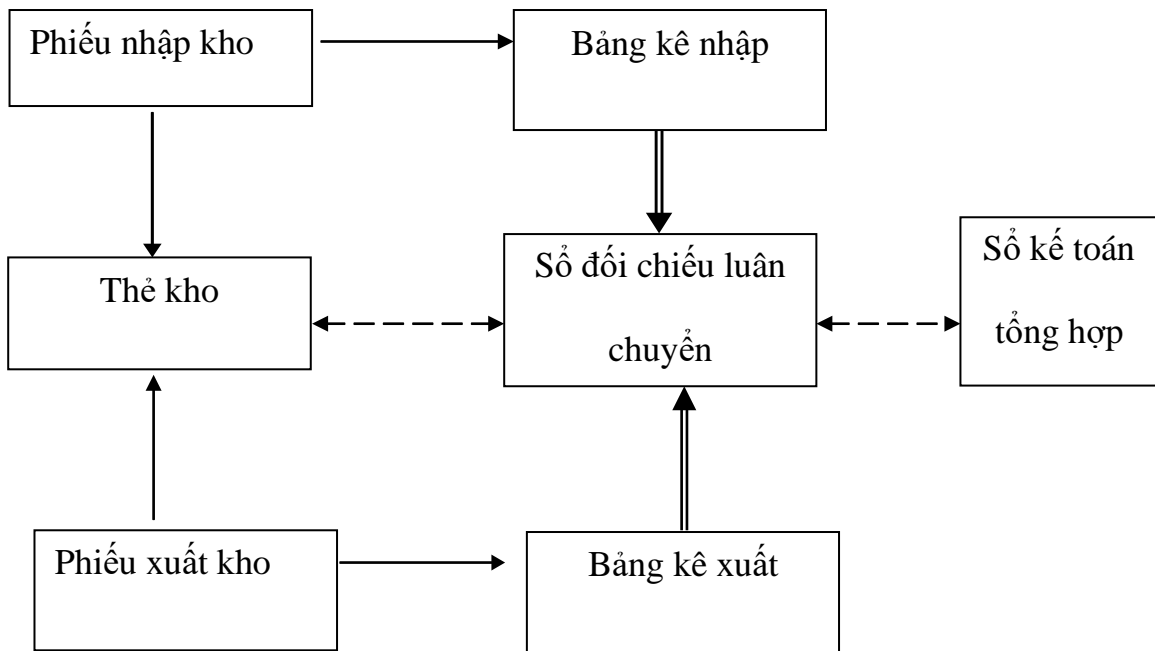 Phiếu nhập kho
Bảng kê nhập
Thẻ kho
Sổ đối chiếu luân
chuyển
Sổ kế toán
tổng hợp
Phiếu xuất kho
Bảng kê xuất